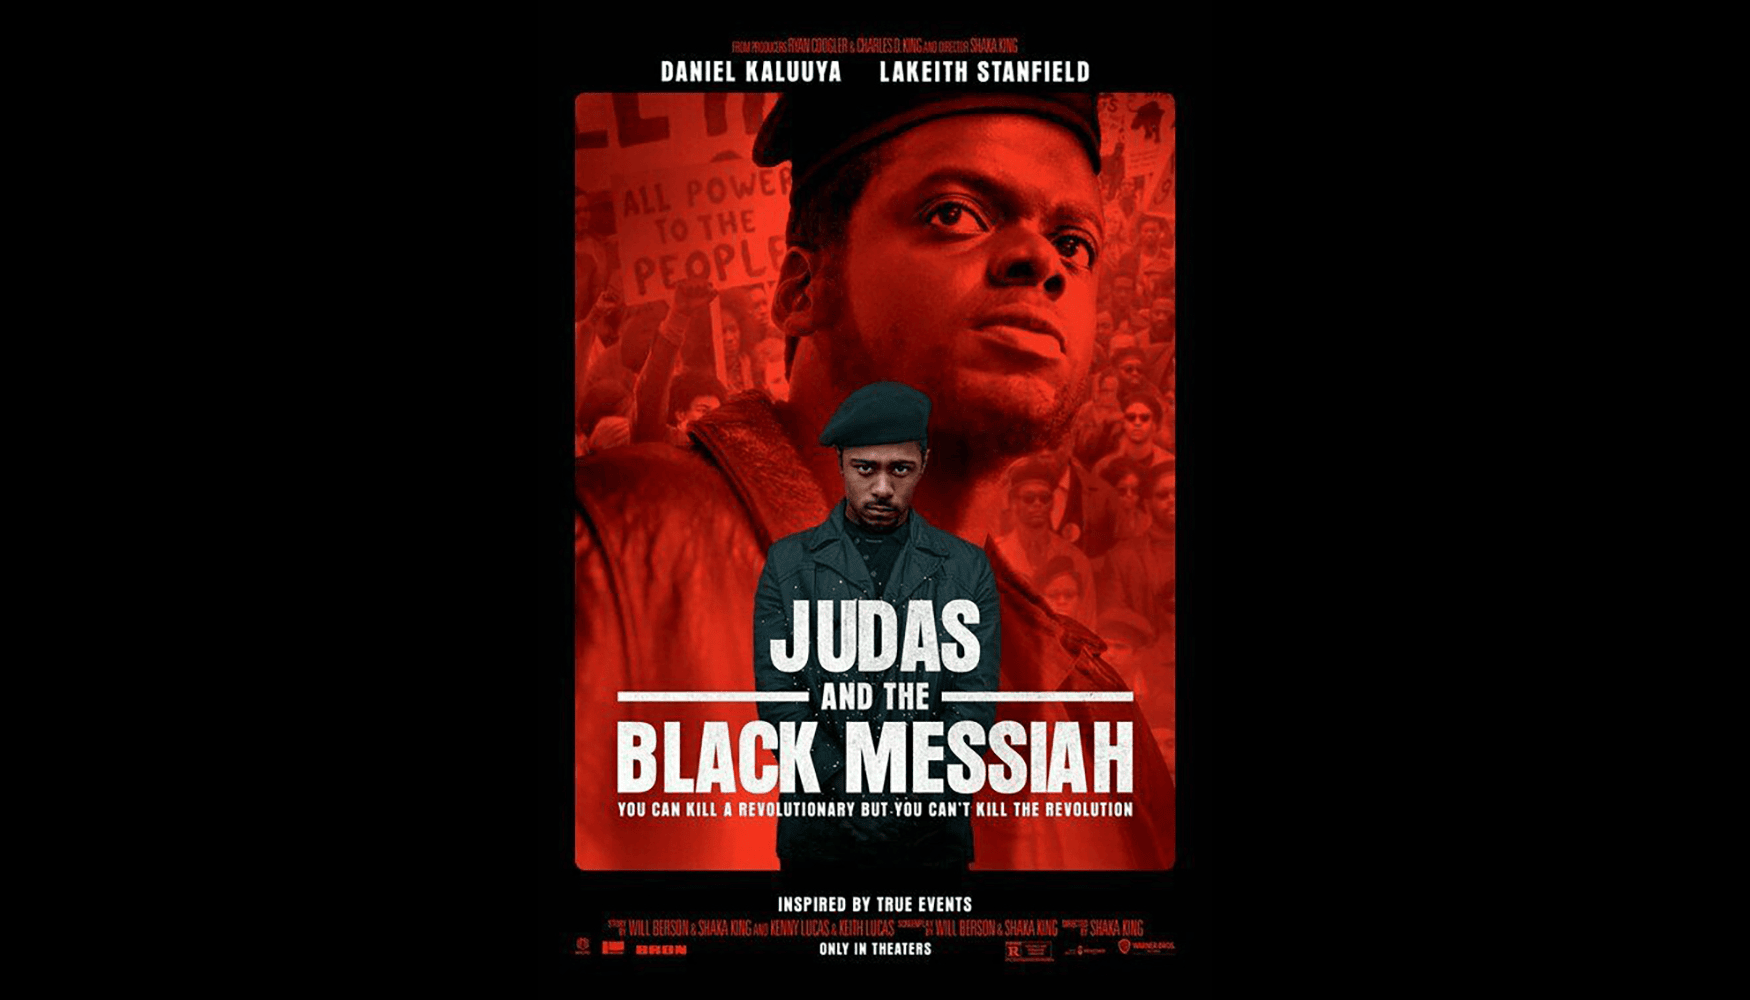 FROM PRODUCERS RYAN COOGLER & CHARLES D. KING AND DIRECTOR SHAKA KING
DANIEL KALUUYA LAKEITH STANFIELD
ALL POWER
TO THE
PEOPLE
JUDAS
AND THE
BLACK MESSIAH
YOU CAN KILL A REVOLUTIONARY BUT YOU CAN'T KILL THE REVOLUTION
INSPIRED BY TRUE EVENTS
STORY BY WILL BERSON & SHAKA KING AND KENNY LUCAS & KEITH LUCAS SCREENPLAY BY WILL BERSON & SHAKA KING DIRECTED BY SHAKA KING
BRON ONLY IN THEATERS R WARNER BROS.